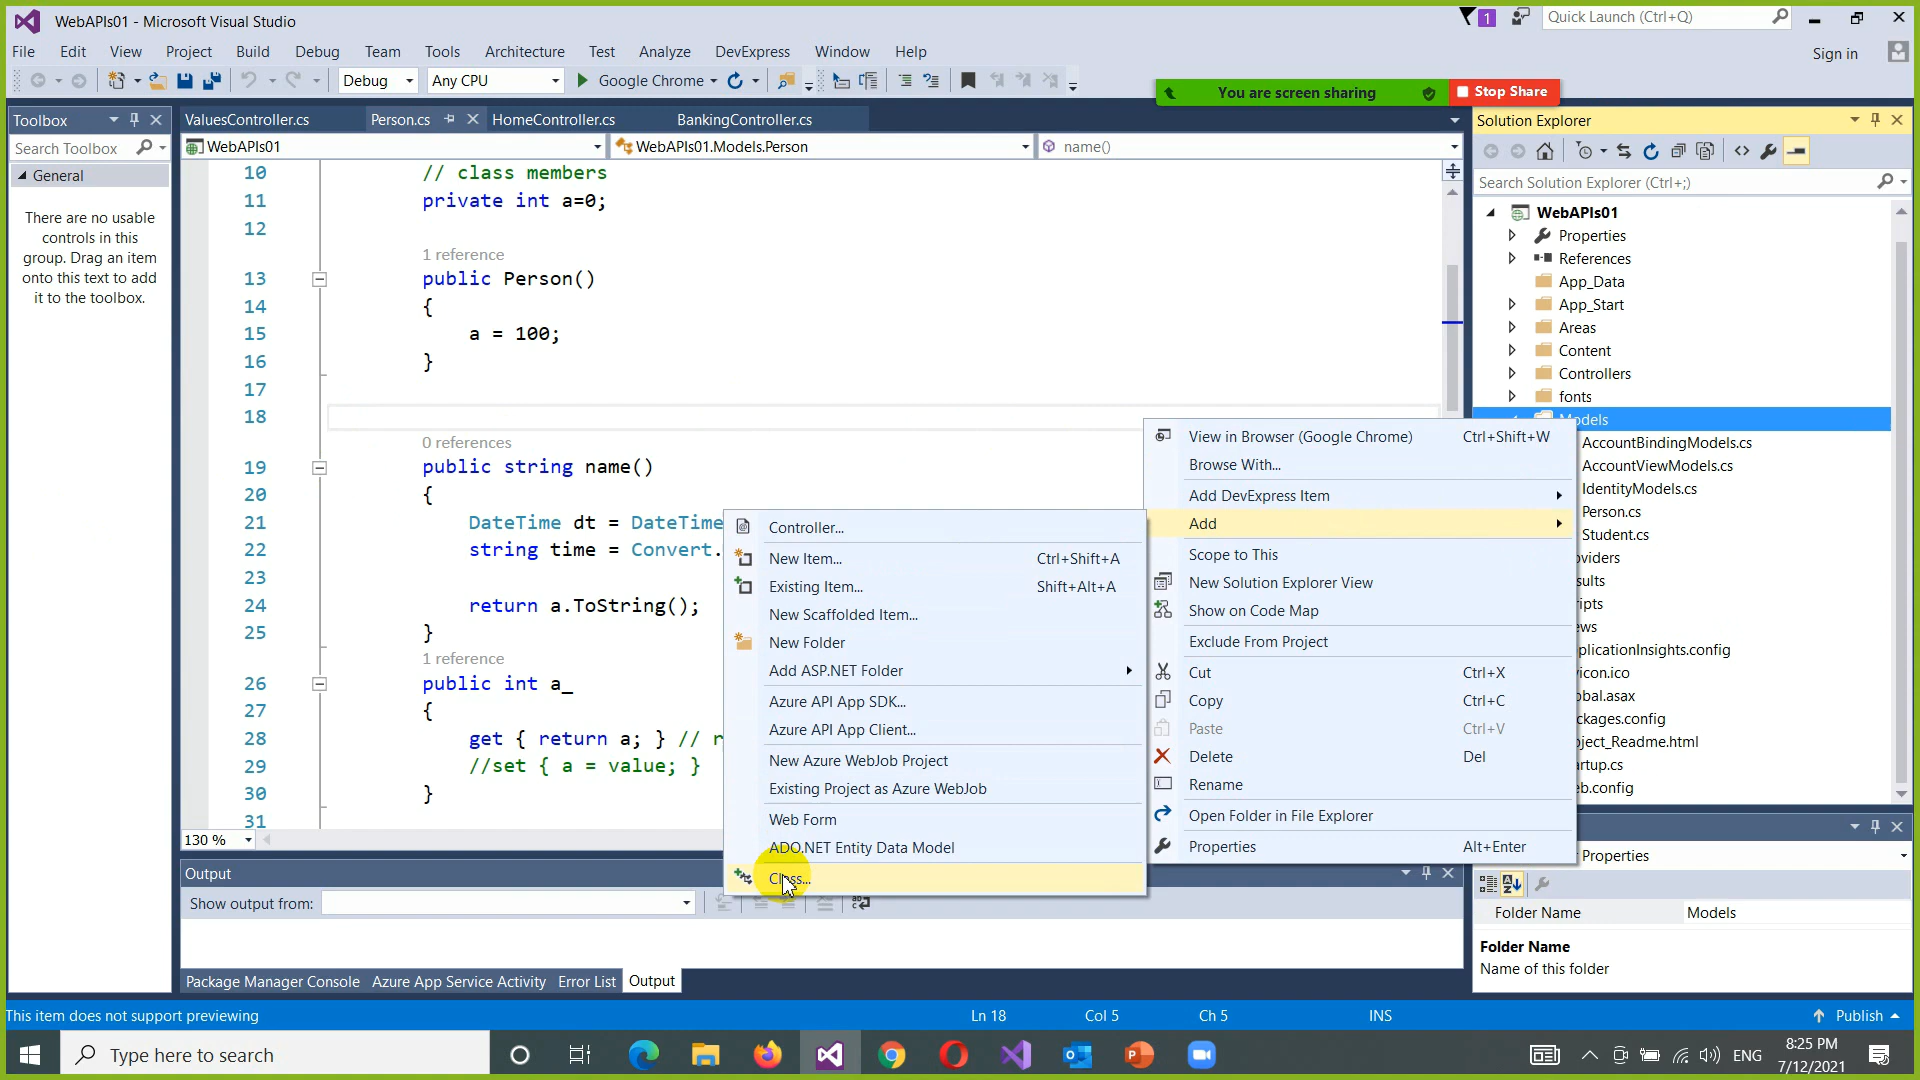 WebAPIs01 - Microsoft Visual Studio
1
Quick Launch (Ctrl+Q)
File Edit View Project Build Debug Team Tools Architecture Test Analyze DevExpress Window Help
Sign in
Debug Any CPU Google Chrome
You are screen sharing
Stop Share
Toolbox
Search Toolbox
General
There are no usable
controls in this
group. Drag an item
onto this text to add
it to the toolbox.
ValuesController.cs Person.cs HomeController.cs BankingController.cs
WebAPIs01 WebAPIs01.Models.Person name()
10 // class members
11 private int a=0;
12
1 reference
13 public Person()
14 {
15 a = 100;
16 }
17
18
0 references
19 public string name()
20 {
21 DateTime dt = DateTime
22 string time = Convert.
23
24 return a.ToString();
25 }
1 reference
26 public int a_
27 {
28 get { return a; } // r
29 //set { a = value; }
30 }
31
130 %
Controller...
New Item... Ctrl+Shift+A
Existing Item... Shift+Alt+A
New Scaffolded Item...
New Folder
Add ASP.NET Folder
Azure API App SDK...
Azure API App Client...
New Azure WebJob Project
Existing Project as Azure WebJob
Web Form
ADO.NET Entity Data Model
Class...
View in Browser (Google Chrome) Ctrl+Shift+W
Browse With...
Add DevExpress Item
Add
Scope to This
New Solution Explorer View
Show on Code Map
Exclude From Project
Cut Ctrl+X
Copy Ctrl+C
Paste Ctrl+V
Delete Del
Rename
Open Folder in File Explorer
Properties Alt+Enter
Solution Explorer
Search Solution Explorer (Ctrl+;)
WebAPIs01
Properties
References
App_Data
App_Start
Areas
Content
Controllers
fonts
Models
AccountBindingModels.cs
AccountViewModels.cs
IdentityModels.cs
Person.cs
Student.cs
oviders
sults
ripts
ews
plicationInsights.config
vicon.ico
obal.asax
ckages.config
oject_Readme.html
artup.cs
eb.config
Properties
Folder Name Models
Folder Name
Name of this folder
Output
Show output from:
Package Manager Console Azure App Service Activity Error List Output
This item does not support previewing
Ln 18 Col 5 Ch 5 INS
Publish
Type here to search
ENG
8:25 PM
7/12/2021